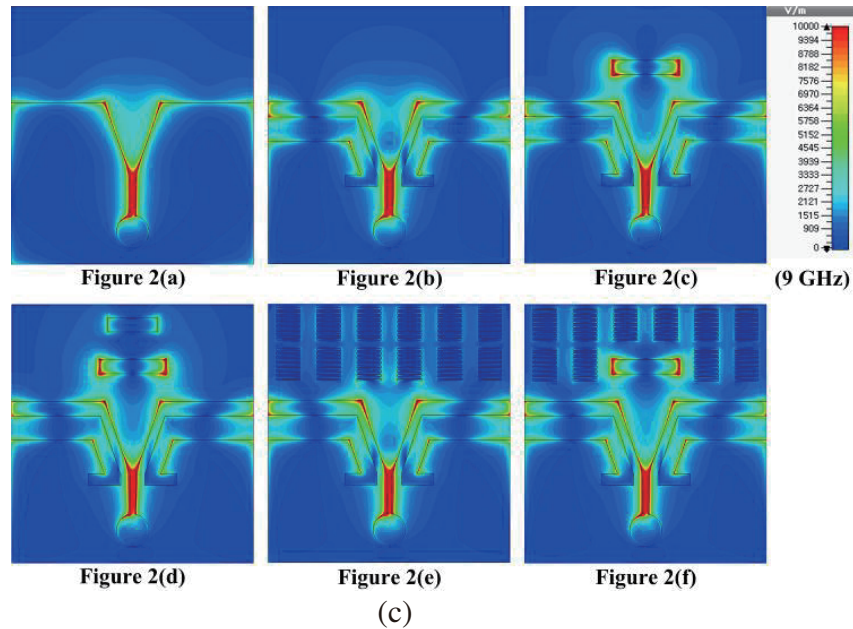 V/m
10000
9394
8788
8182
7576
6970
6364
5758
5152
4545
3939
3333
2727
2121
1515
909
0
Figure 2(a)
Figure 2(b)
Figure 2(c)
(9 GHz)
Figure 2(d)
Figure 2(e)
Figure 2(f)
(c)